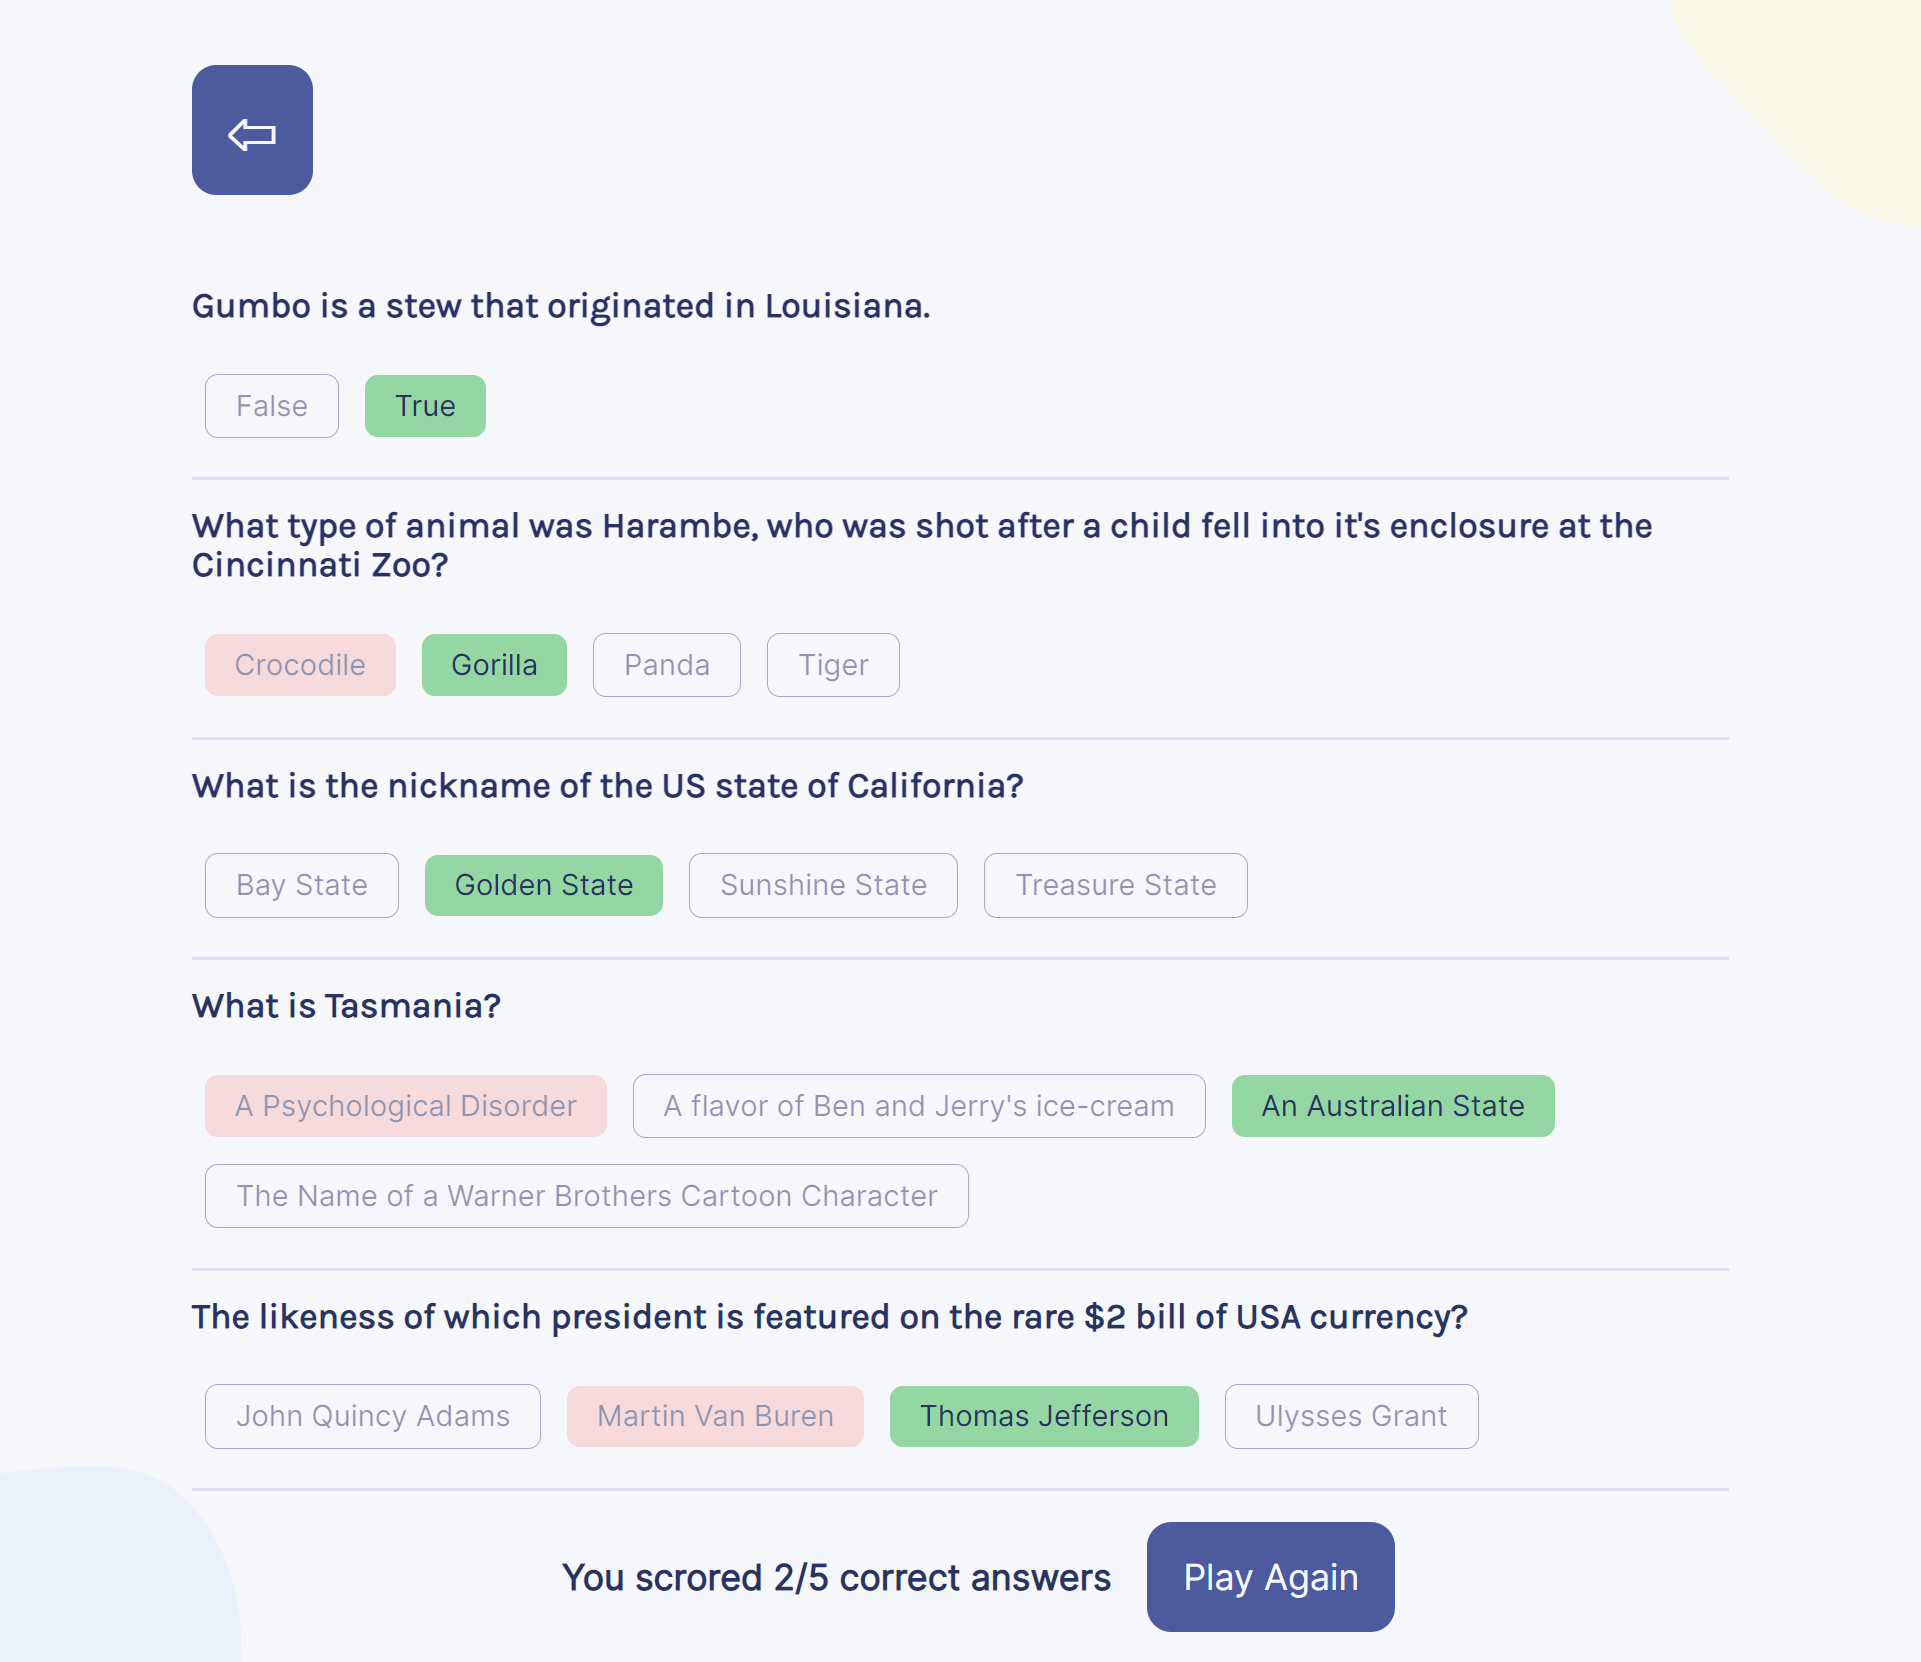 Gumbo is a stew that originated in Louisiana.
False True
What type of animal was Harambe, who was shot after a child fell into it's enclosure at the
Cincinnati Zoo?
Crocodile Gorilla Panda Tiger
What is the nickname of the US state of California?
Bay State Golden State Sunshine State Treasure State
What is Tasmania?
A Psychological Disorder A flavor of Ben and Jerry's ice-cream An Australian State
The Name of a Warner Brothers Cartoon Character
The likeness of which president is featured on the rare $2 bill of USA currency?
John Quincy Adams Martin Van Buren Thomas Jefferson Ulysses Grant
You scrored 2/5 correct answers Play Again